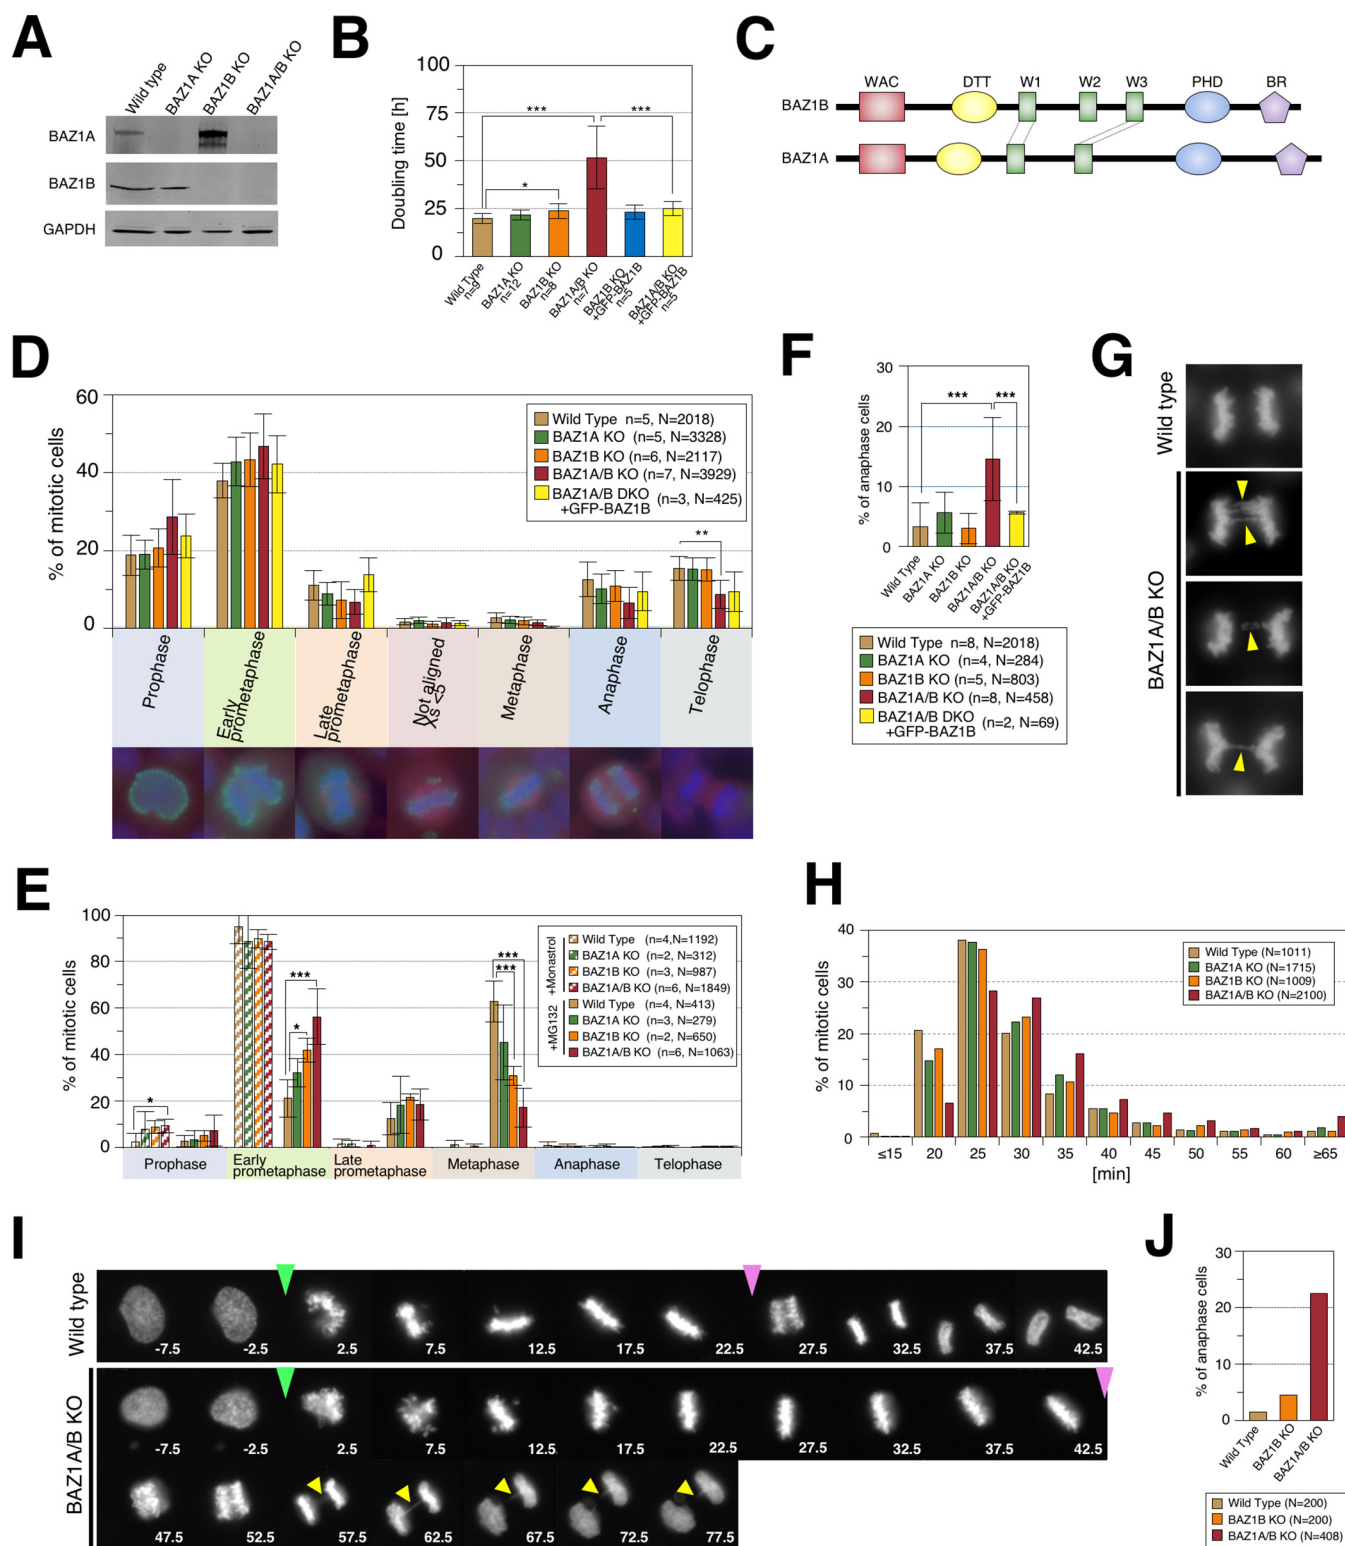 A
Wild type
BAZ1A KO
BAZ1B KO
BAZ1A/B KO
BAZ1A
BAZ1B
GAPDH
B
Doubling time [h]
100
75
50
25
0
***
***
*
Wild Type
n=9
BAZ1A KO
n=12
BAZ1B KO
n=8
BAZ1A/B KO
n=7
BAZ1B KO
+GFP-BAZ1B
n=5
BAZ1A/B KO
+GFP-BAZ1B
n=5
C
WAC DTT W1 W2 W3 PHD BR
BAZ1B
BAZ1A
D
% of mitotic cells
60
40
20
0
Wild Type n=5, N=2018)
BAZ1A KO (n=5, N=3328)
BAZ1B KO (n=6, N=2117)
BAZ1A/B KO (n=7, N=3929)
BAZ1A/B DKO
+GFP-BAZ1B (n=3, N=425)
**
Prophase
Early
prometaphase
Late
prometaphase
Not aligned
Xs <5
Metaphase
Anaphase
Telophase
F
% of anaphase cells
30
20
10
0
***
***
Wild Type
BAZ1A KO
BAZ1B KO
BAZ1A/B KO
BAZ1A/B KO
+GFP-BAZ1B
Wild Type n=8, N=2018)
BAZ1A KO (n=4, N=284)
BAZ1B KO (n=5, N=803)
BAZ1A/B KO (n=8, N=458)
BAZ1A/B DKO
+GFP-BAZ1B (n=2, N=69)
G
Wild type
BAZ1A/B KO
E
% of mitotic cells
100
80
60
40
20
0
*
***
*
***
***
+Monastrol
Wild Type (n=4,N=1192)
BAZ1A KO (n=2, N=312)
BAZ1B KO (n=3, N=987)
BAZ1A/B KO (n=6, N=1849)
+MG132
Wild Type (n=4, N=413)
BAZ1A KO (n=3, N=279)
BAZ1B KO (n=2, N=650)
BAZ1A/B KO (n=6, N=1063)
Prophase
Early
prometaphase
Late
prometaphase
Metaphase
Anaphase
Telophase
H
% of mitotic cells
40
30
20
10
0
Wild Type (N=1011)
BAZ1A KO (N=1715)
BAZ1B KO (N=1009)
BAZ1A/B KO (N=2100)
≤15 20 25 30 35 40 45 50 55 60 ≥65
[min]
I
Wild type
-7.5 -2.5 2.5 7.5 12.5 17.5 22.5 27.5 32.5 37.5 42.5
BAZ1A/B KO
-7.5 -2.5 2.5 7.5 12.5 17.5 22.5 27.5 32.5 37.5 42.5
47.5 52.5 57.5 62.5 67.5 72.5 77.5
J
% of anaphase cells
30
20
10
0
Wild Type
BAZ1B KO
BAZ1A/B KO
Wild Type (N=200)
BAZ1B KO (N=200)
BAZ1A/B KO (N=408)